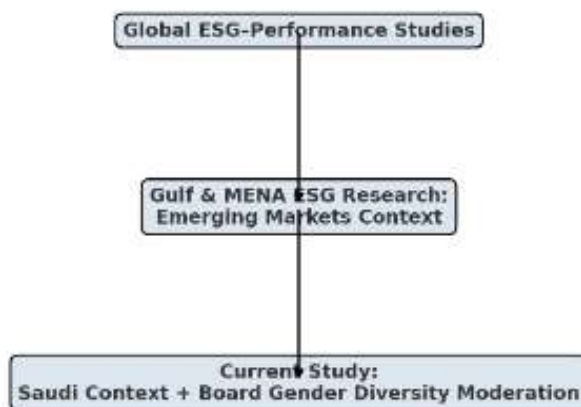 Global ESG–Performance Studies
Gulf & MENA ESG Research:
Emerging Markets Context
Current Study:
Saudi Context + Board Gender Diversity Moderation